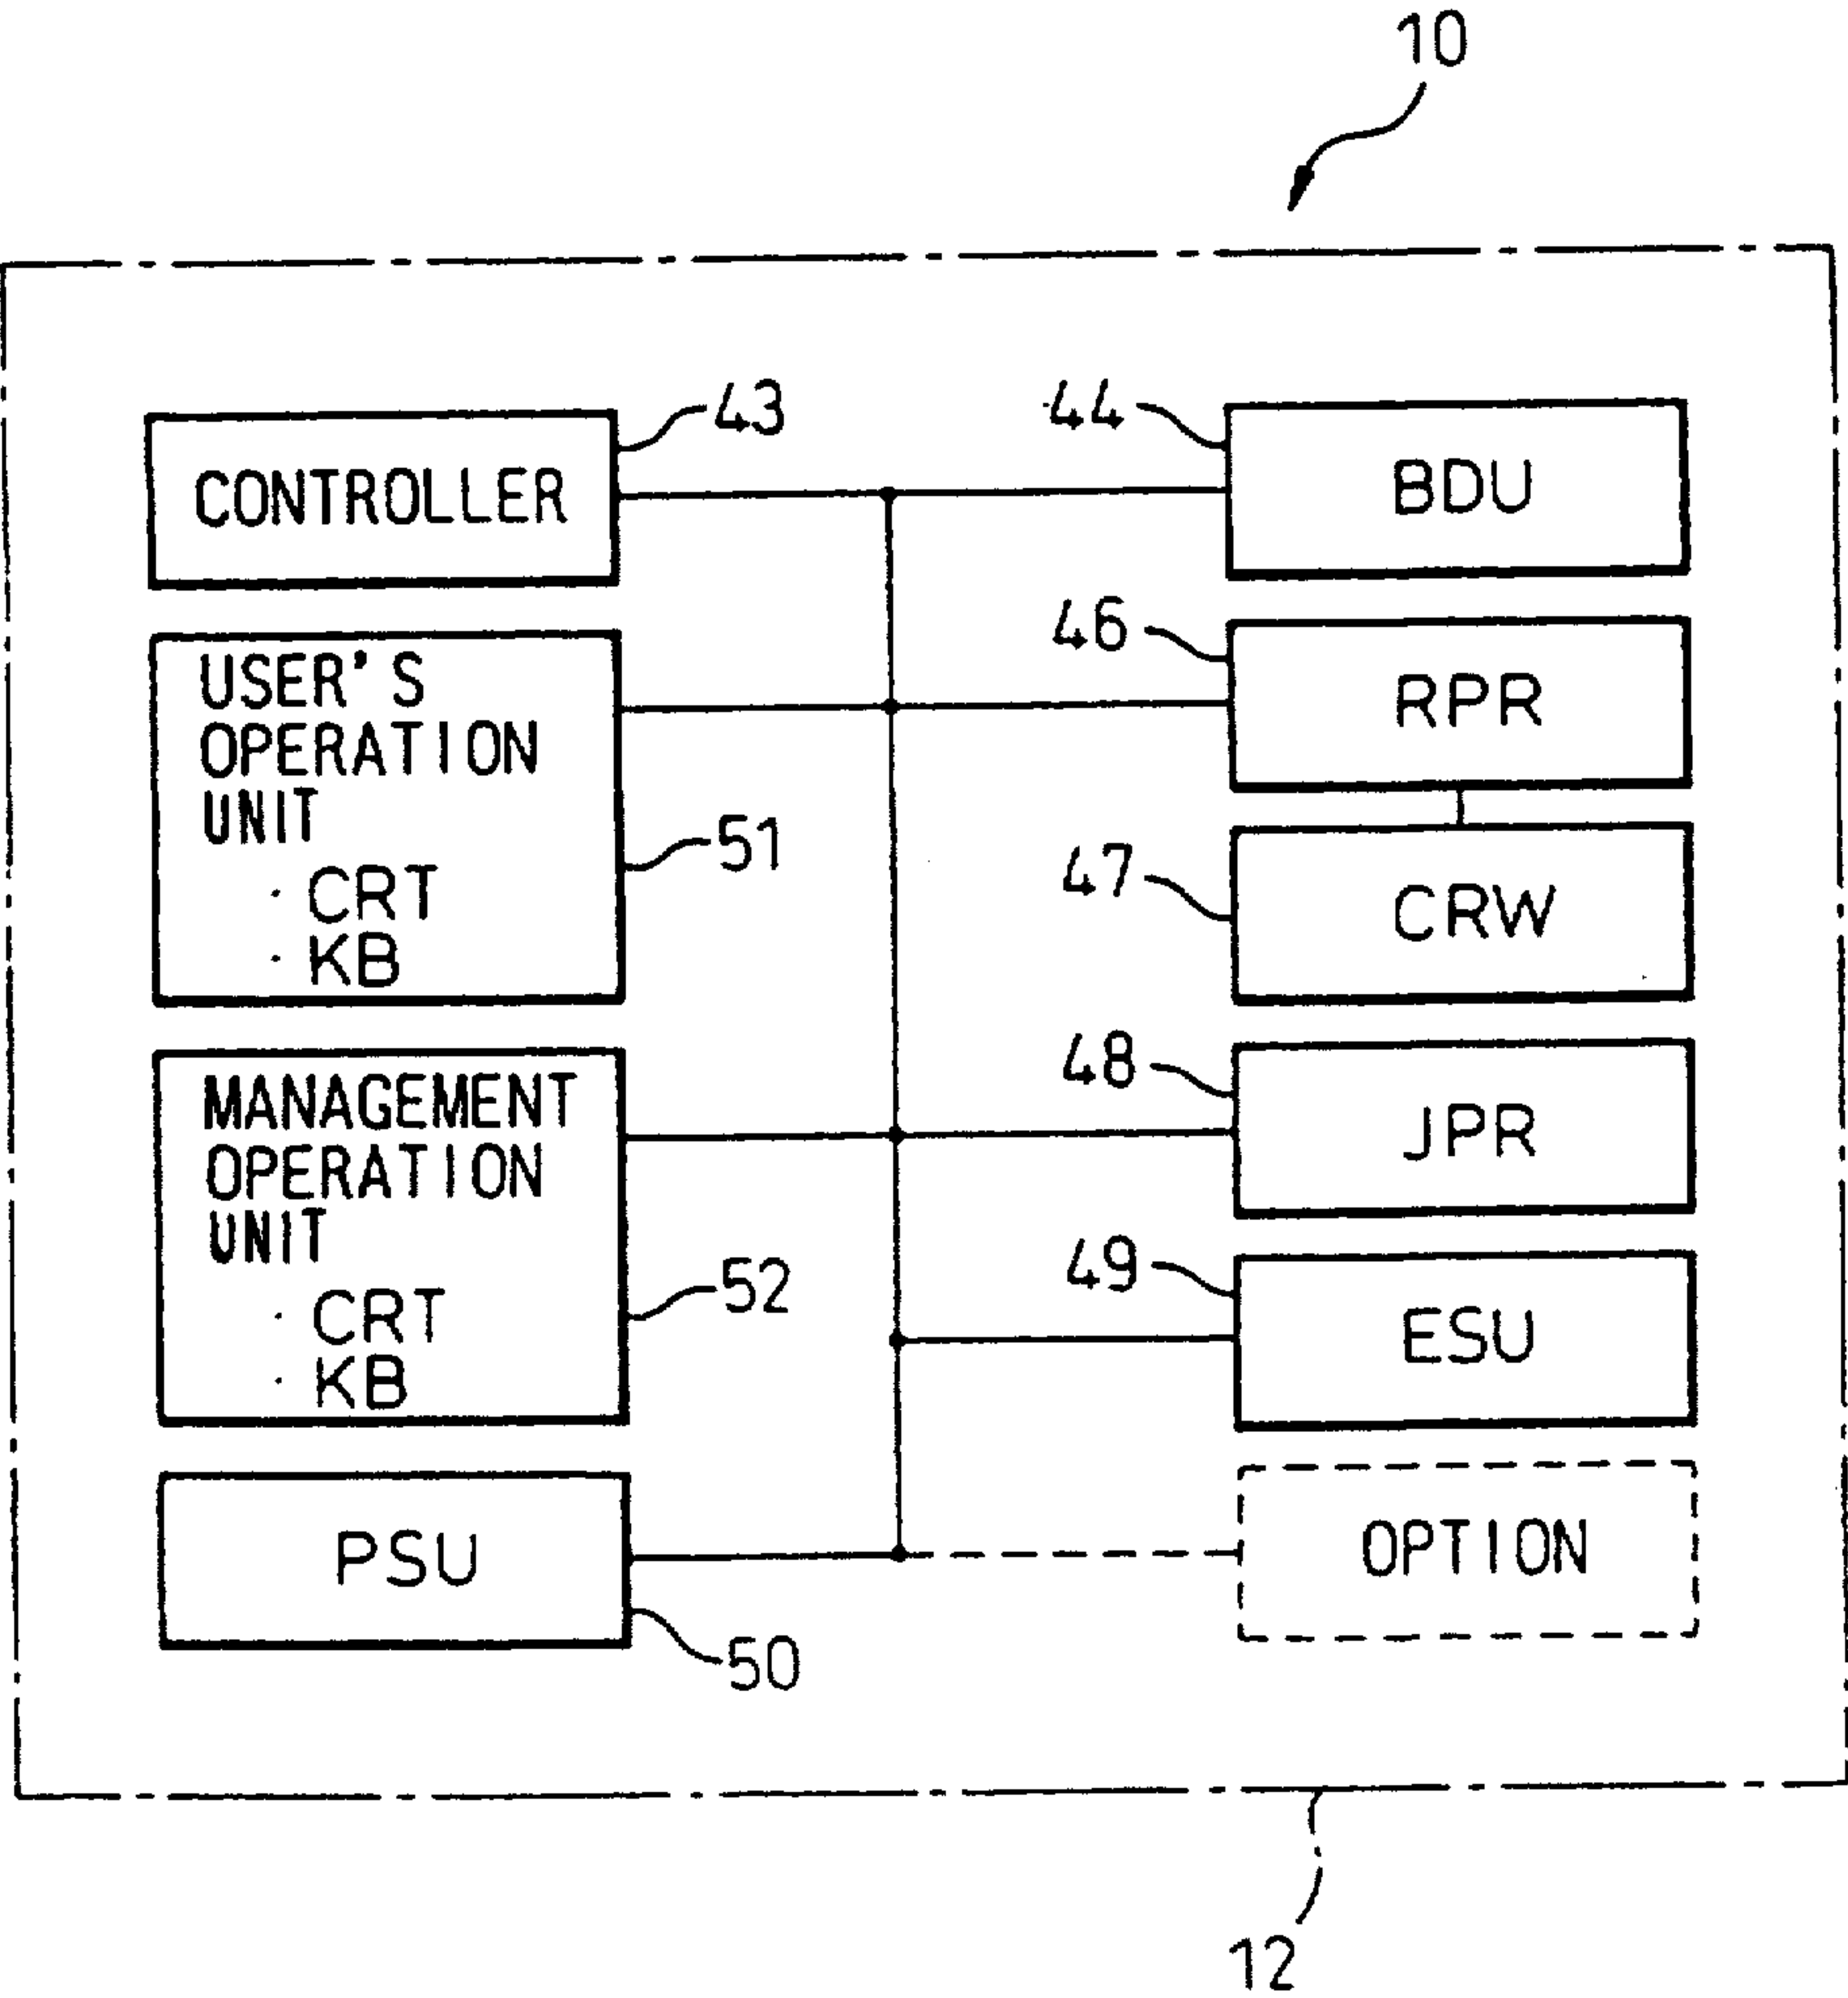 10
CONTROLLER
43
44
BDU
USER'S
OPERATION
UNIT
: CRT
: KB
51
46
RPR
47
CRW
MANAGEMENT
OPERATION
UNIT
: CRT
: KB
52
48
JPR
49
ESU
PSU
50
OPTION
12